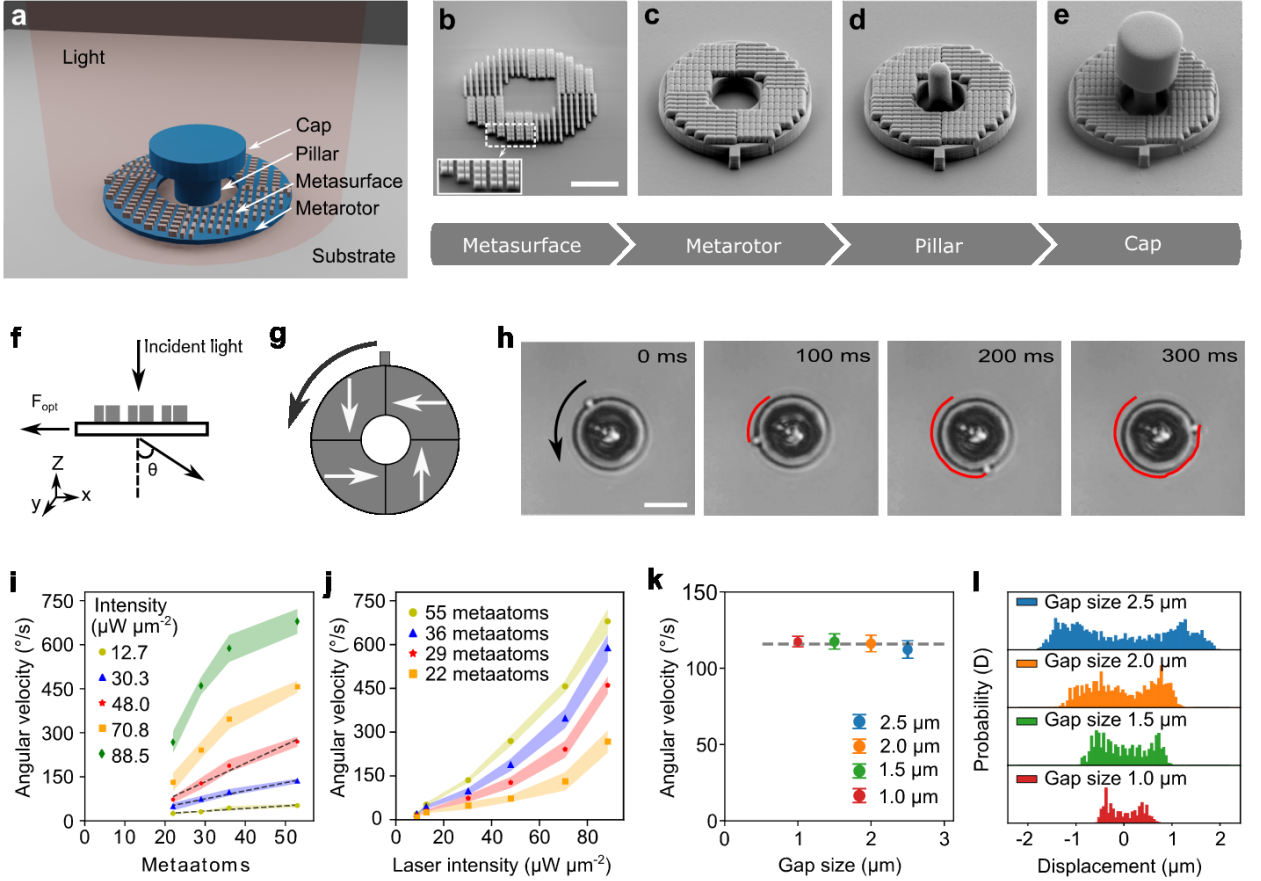 a
Light
Cap
Pillar
Metasurface
Metarotor
Substrate
b
c
d
e
Metasurface
Metarotor
Pillar
Cap
f
Incident light
F_opt
θ
Z
y
x
g
h
0 ms
100 ms
200 ms
300 ms
i
Angular velocity (°/s)
750
600
450
300
150
0
Intensity
(µW µm⁻²)
12.7
30.3
48.0
70.8
88.5
0 10 20 30 40 50
Metaatoms
j
Angular velocity (°/s)
750
600
450
300
150
0
55 metaatoms
36 metaatoms
29 metaatoms
22 metaatoms
0 20 40 60 80
Laser intensity (µW µm⁻²)
k
Angular velocity (°/s)
150
100
50
0
2.5 µm
2.0 µm
1.5 µm
1.0 µm
0 1 2 3
Gap size (µm)
l
Probability (D)
Gap size 2.5 µm
Gap size 2.0 µm
Gap size 1.5 µm
Gap size 1.0 µm
-2 -1 0 1 2
Displacement (µm)